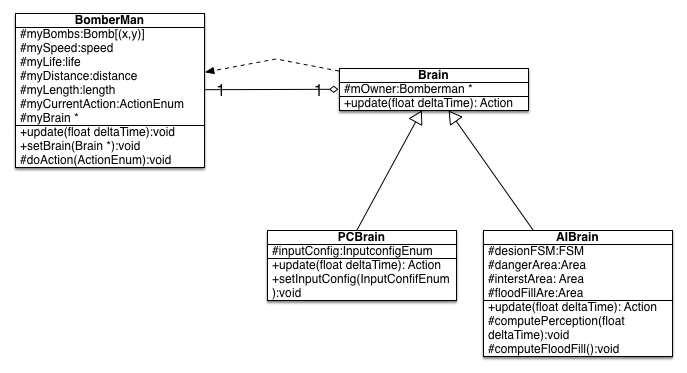 BomberMan
#myBombs:Bomb[(x,y)]
#mySpeed:speed
#myLife:life
#myDistance:distance
#myLength:length
#myCurrentAction:ActionEnum
#myBrain *
+update(float deltaTime):void
+setBrain(Brain *):void
#doAction(ActionEnum):void
1
1
Brain
#mOwner:Bomberman *
+update(float deltaTime): Action
PCBrain
#inputConfig:InputconfigEnum
+update(float deltaTime): Action
+setInputConfig(InputConfifEnum
):void
AIBrain
#desionFSM:FSM
#dangerArea:Area
#interstArea: Area
#floodFillAre:Area
+update(float deltaTime): Action
#computePerception(float
deltaTime):void
#computeFloodFill():void